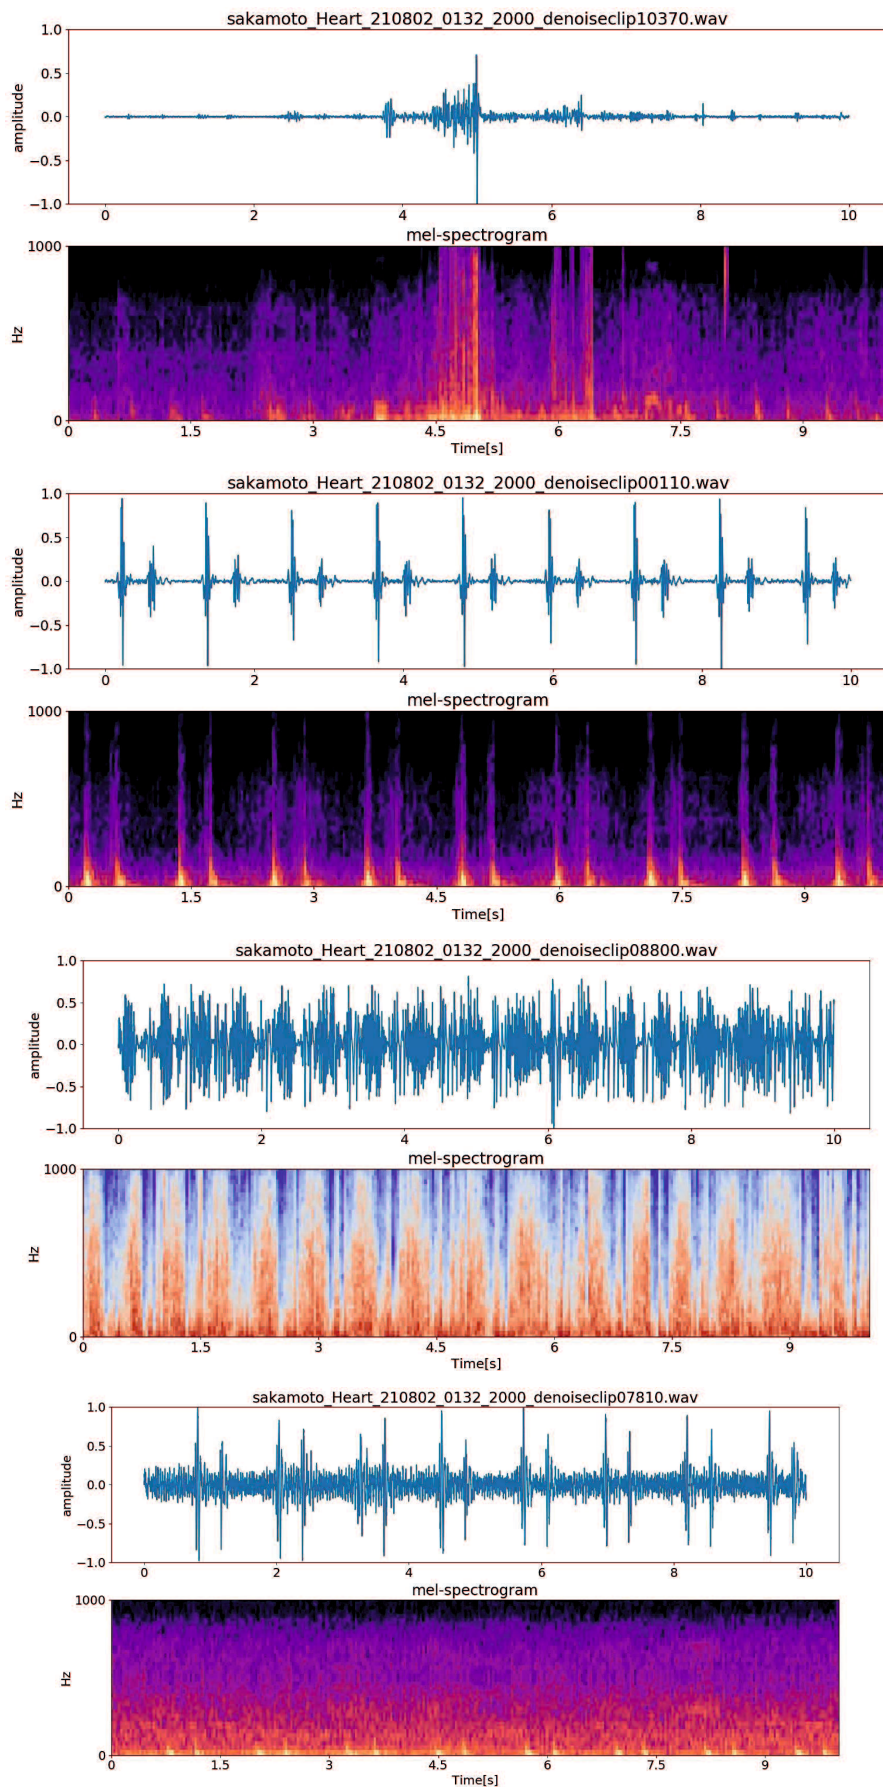 sakamoto_Heart_210802_0132_2000_denoiseclip10370.wav
1.0
0.5
0.0
−0.5
−1.0
amplitude
0 2 4 6 8 10
mel-spectrogram
1000
0
Hz
0 1.5 3 4.5 6 7.5 9
Time[s]
sakamoto_Heart_210802_0132_2000_denoiseclip00110.wav
1.0
0.5
0.0
−0.5
−1.0
amplitude
0 2 4 6 8 10
mel-spectrogram
1000
0
Hz
0 1.5 3 4.5 6 7.5 9
Time[s]
sakamoto_Heart_210802_0132_2000_denoiseclip08800.wav
1.0
0.5
0.0
−0.5
−1.0
amplitude
0 2 4 6 8 10
mel-spectrogram
1000
0
Hz
0 1.5 3 4.5 6 7.5 9
Time[s]
sakamoto_Heart_210802_0132_2000_denoiseclip07810.wav
1.0
0.5
0.0
−0.5
−1.0
amplitude
0 2 4 6 8 10
mel-spectrogram
1000
0
Hz
0 1.5 3 4.5 6 7.5 9
Time[s]